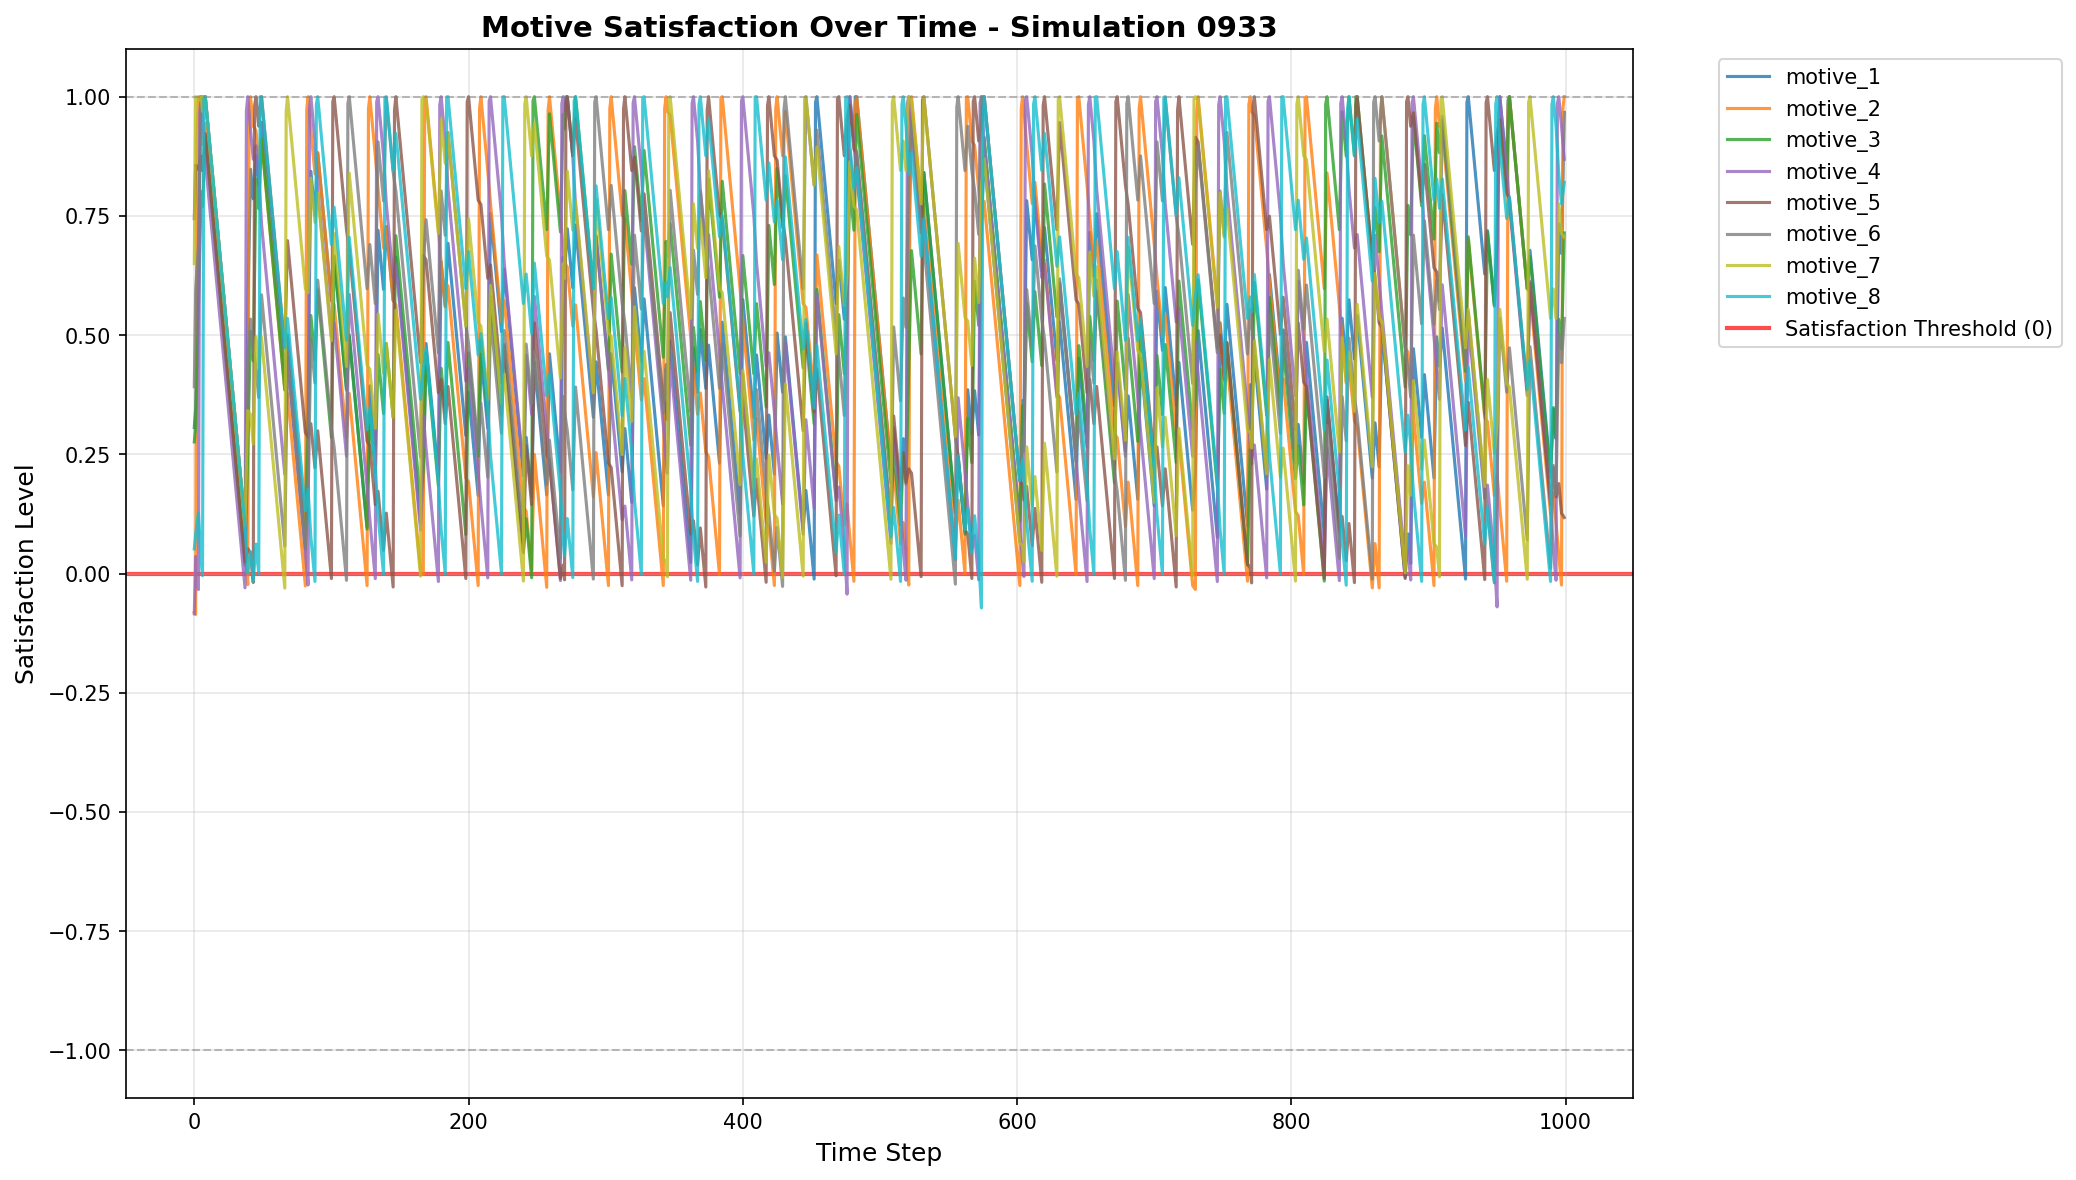 Motive Satisfaction Over Time - Simulation 0933
1.00
0.75
0.50
0.25
0.00
−0.25
−0.50
−0.75
−1.00
Satisfaction Level
0
200
400
600
800
1000
Time Step
motive_1
motive_2
motive_3
motive_4
motive_5
motive_6
motive_7
motive_8
Satisfaction Threshold (0)